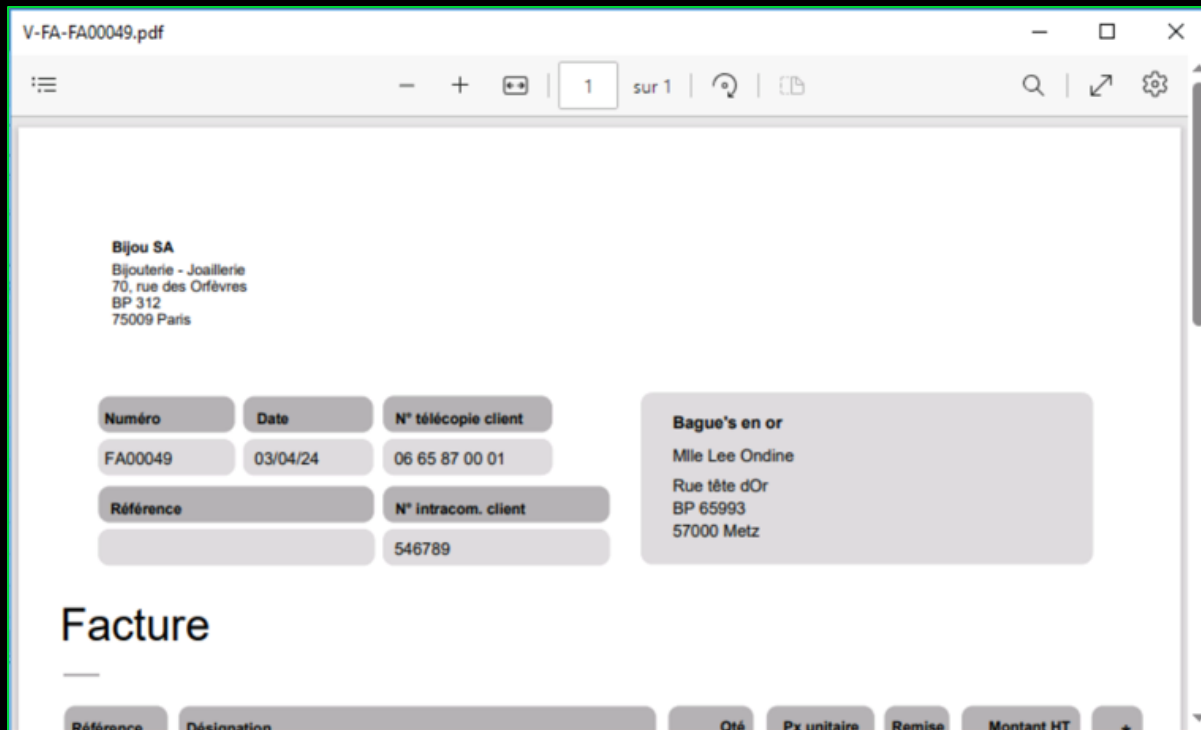 V-FA-FA00049.pdf
1 sur 1
Bijou SA
Bijouterie - Joaillerie
70, rue des Orfèvres
BP 312
75009 Paris
Numéro Date N° télécopie client
FA00049 03/04/24 06 65 87 00 01
Référence N° intracom. client
546789
Bague's en or
Mlle Lee Ondine
Rue tête dOr
BP 65993
57000 Metz
Facture
Référence Désignation Qté Px unitaire Remise Montant HT